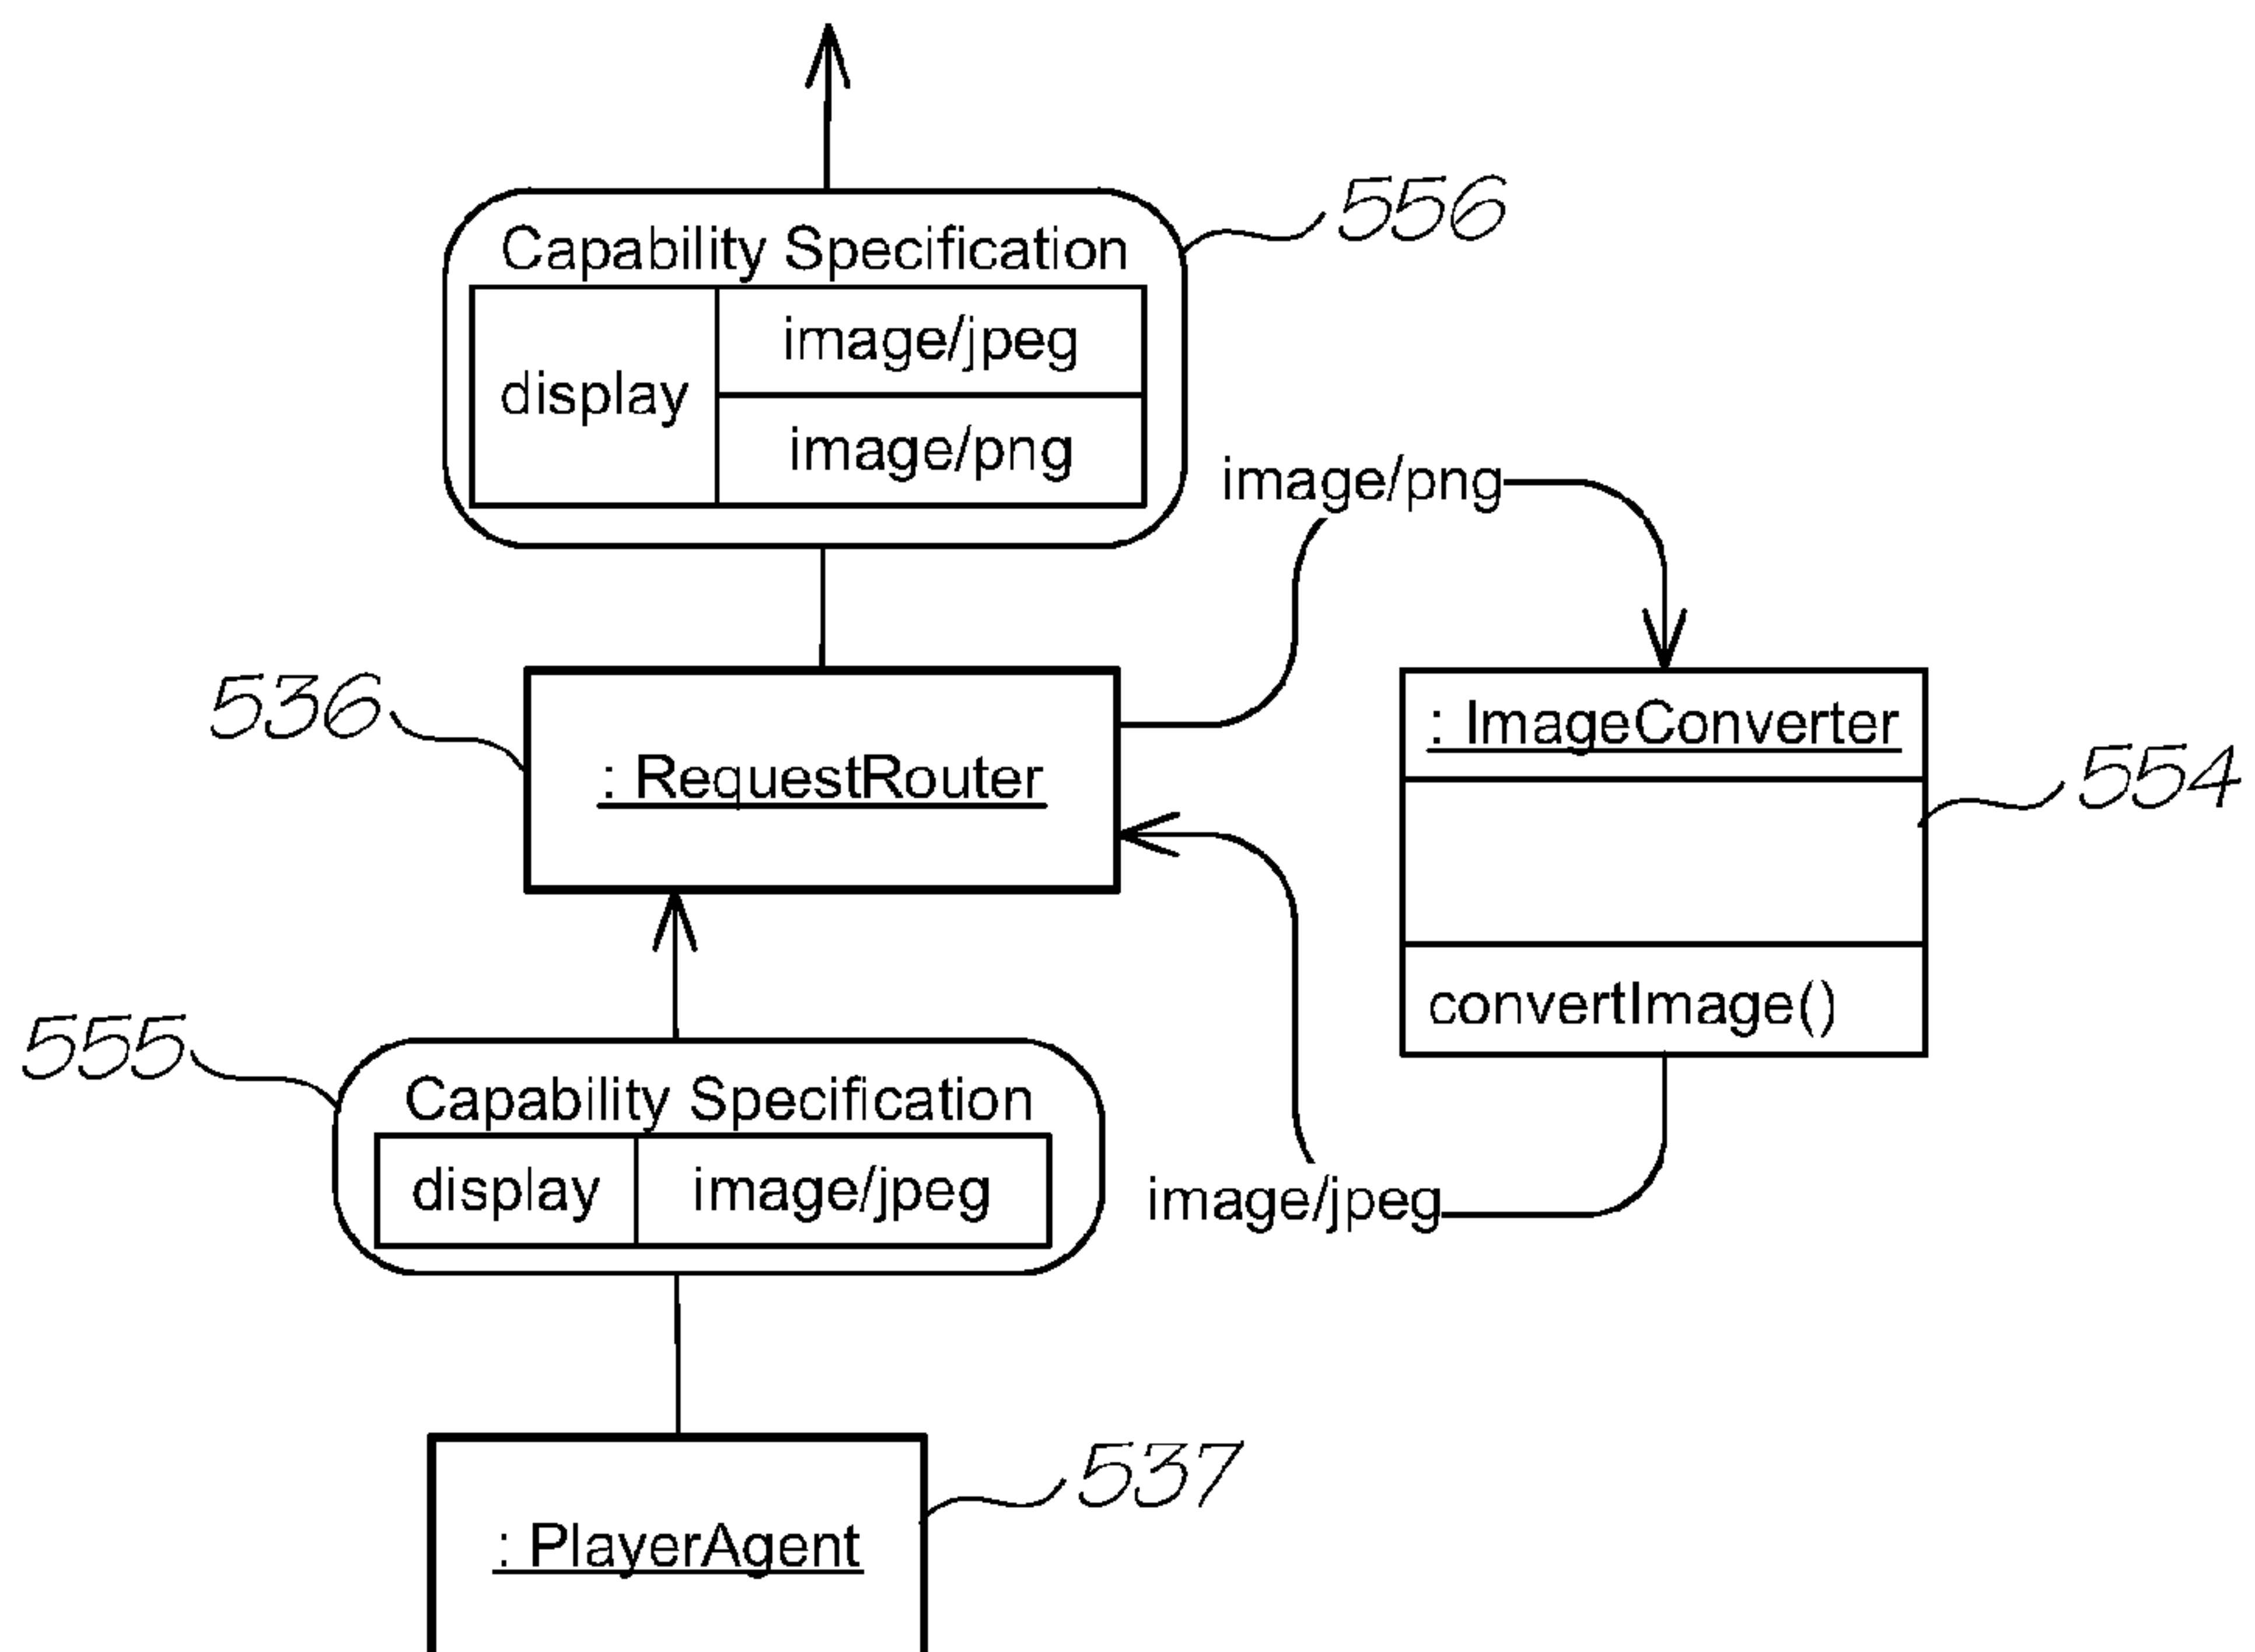 556
Capability Specification
display
image/jpeg
image/png
image/png
536
: RequestRouter
: ImageConverter
554
convertImage()
555
Capability Specification
display
image/jpeg
image/jpeg
537
: PlayerAgent